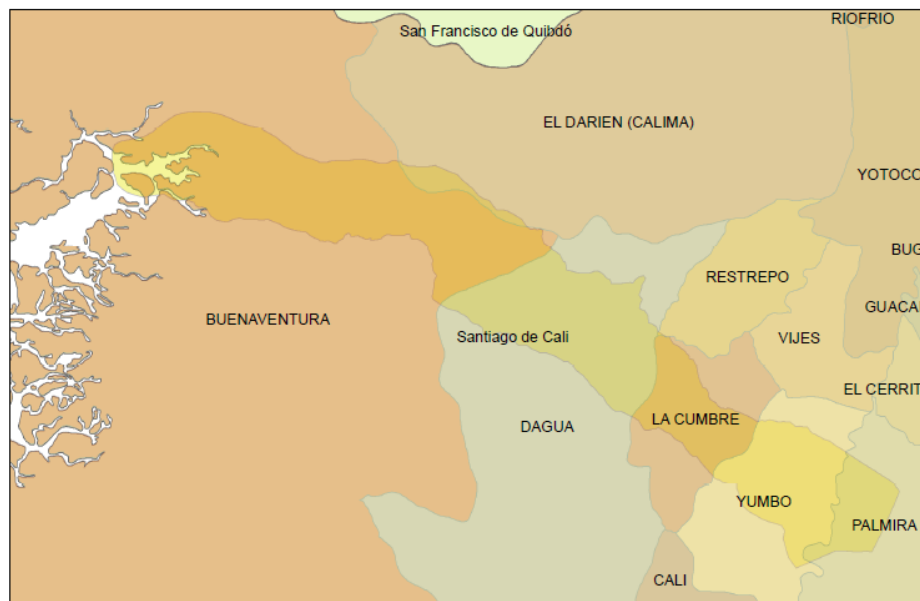 RIOFRIO
San Francisco de Quibdó
EL DARIEN (CALIMA)
YOTOCO
BUG
RESTREPO
GUACA
BUENAVENTURA
VIJES
Santiago de Cali
EL CERRIT
LA CUMBRE
DAGUA
YUMBO
PALMIRA
CALI